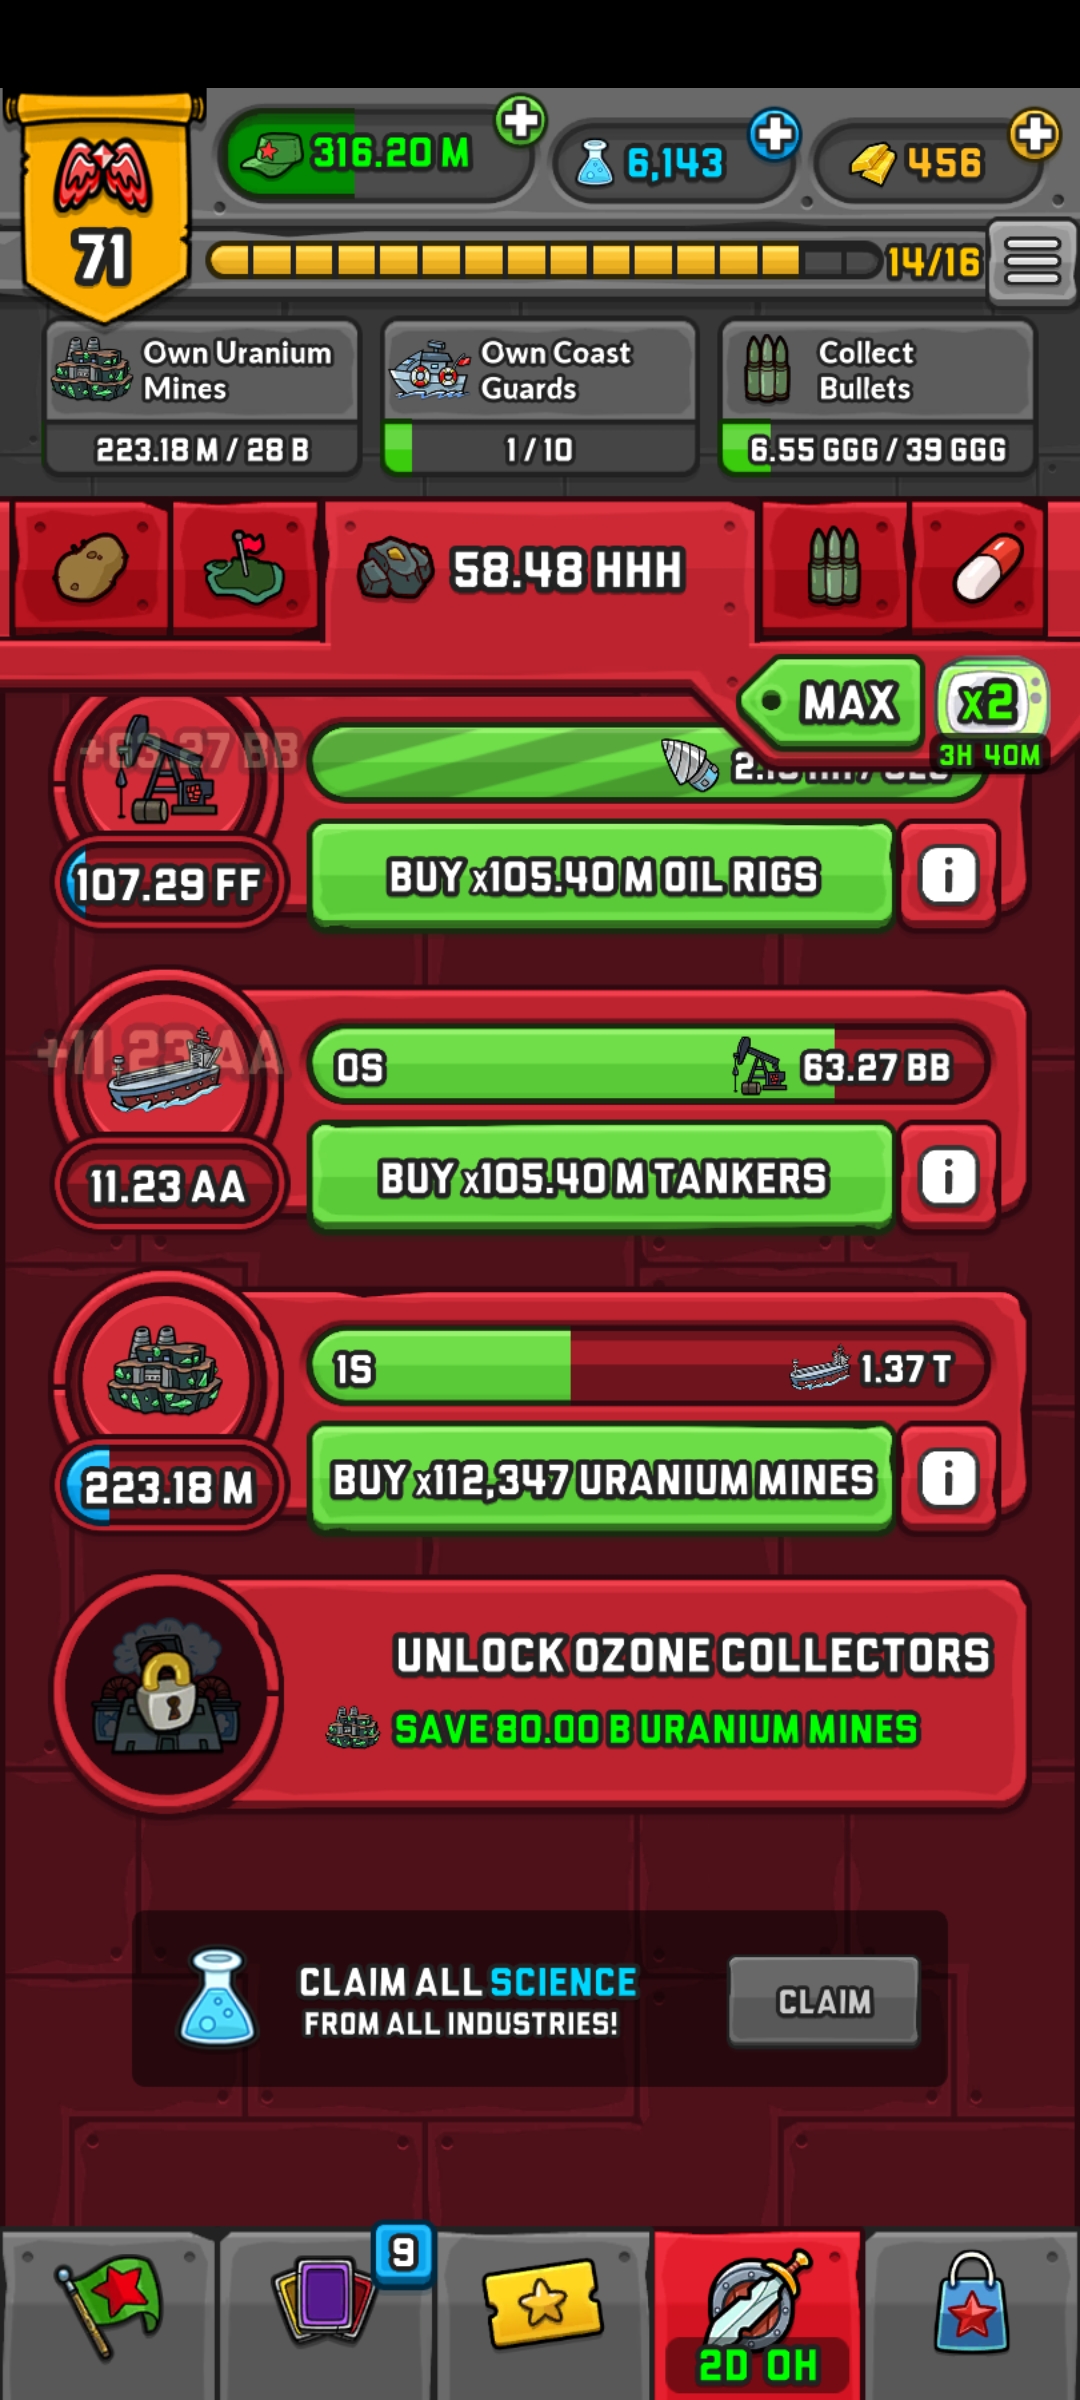 316.20 M
6,143
456
71
14/16
Own Uranium
Mines
223.18 M / 28 B
Own Coast
Guards
1 / 10
Collect
Bullets
6.55 GGG / 39 GGG
58.48 HHH
MAX
x2
3H 40M
+63.27 BB
107.29 FF
BUY x105.40 M OIL RIGS
i
+11.23 AA
0S
63.27 BB
11.23 AA
BUY x105.40 M TANKERS
i
1S
1.37 T
223.18 M
BUY x112,347 URANIUM MINES
i
UNLOCK OZONE COLLECTORS
SAVE 80.00 B URANIUM MINES
CLAIM ALL SCIENCE
FROM ALL INDUSTRIES!
CLAIM
9
2D 0H